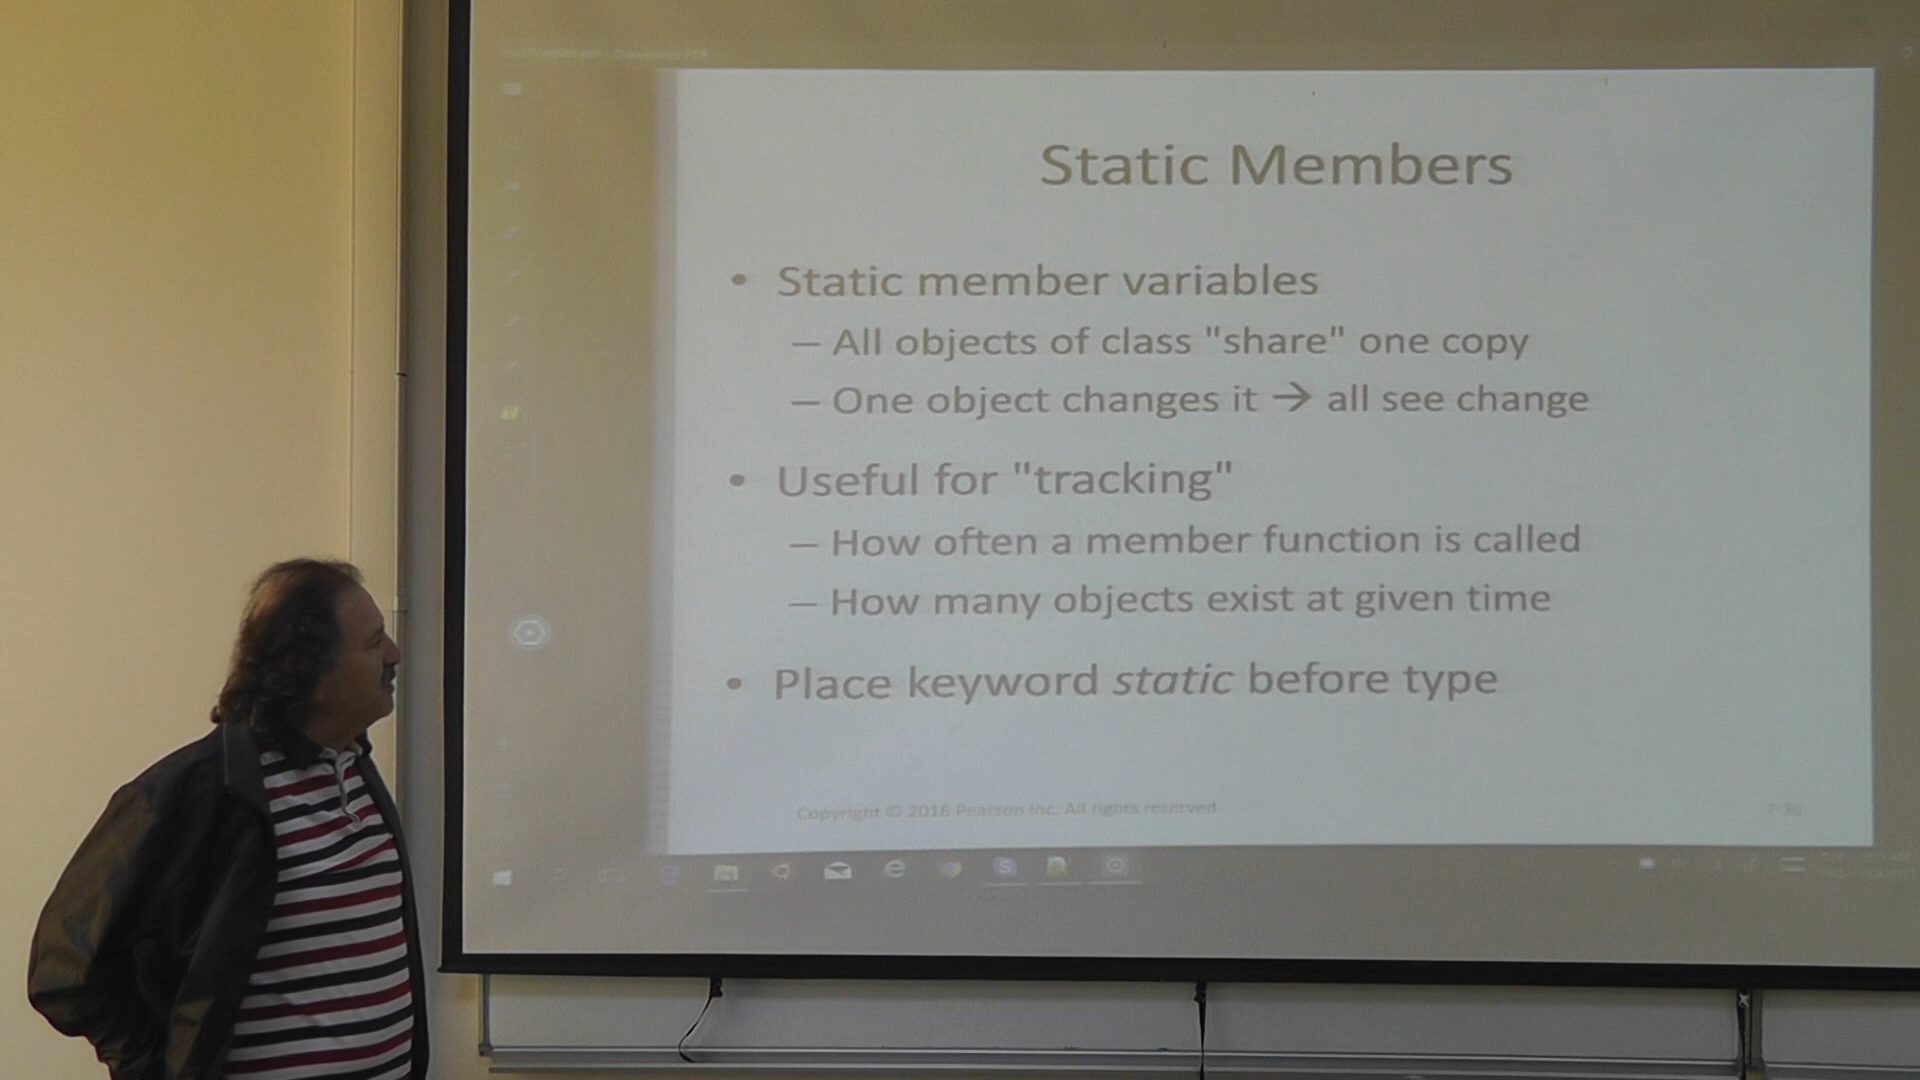 Static Members
• Static member variables
– All objects of class "share" one copy
– One object changes it → all see change
• Useful for "tracking"
– How often a member function is called
– How many objects exist at given time
• Place keyword static before type
Copyright © 2016 Pearson Inc. All rights reserved